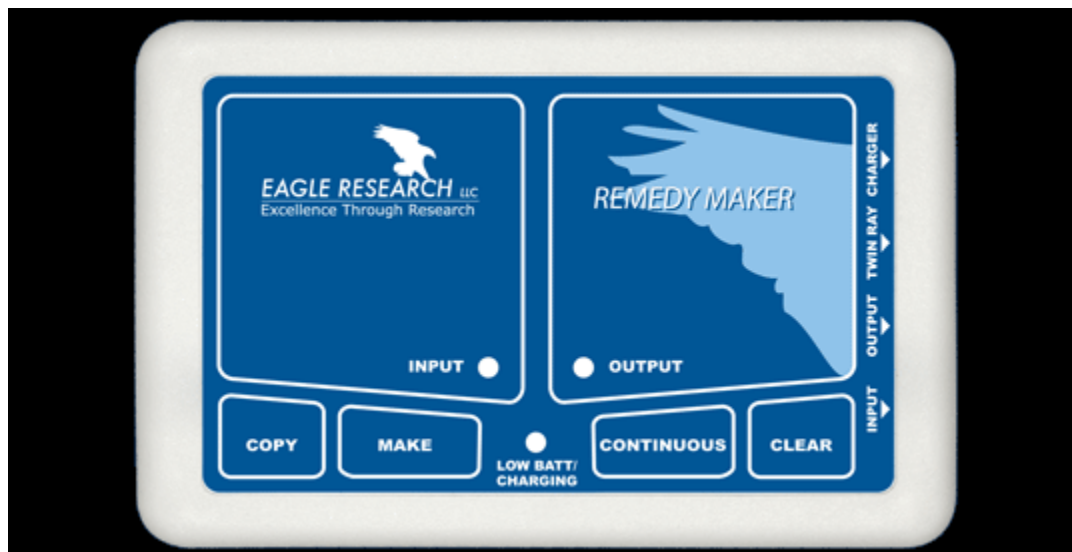 EAGLE RESEARCH LLC
Excellence Through Research
REMEDY MAKER
INPUT
OUTPUT
COPY
MAKE
LOW BATT/
CHARGING
CONTINUOUS
CLEAR
CHARGER
TWIN RAY
OUTPUT
INPUT